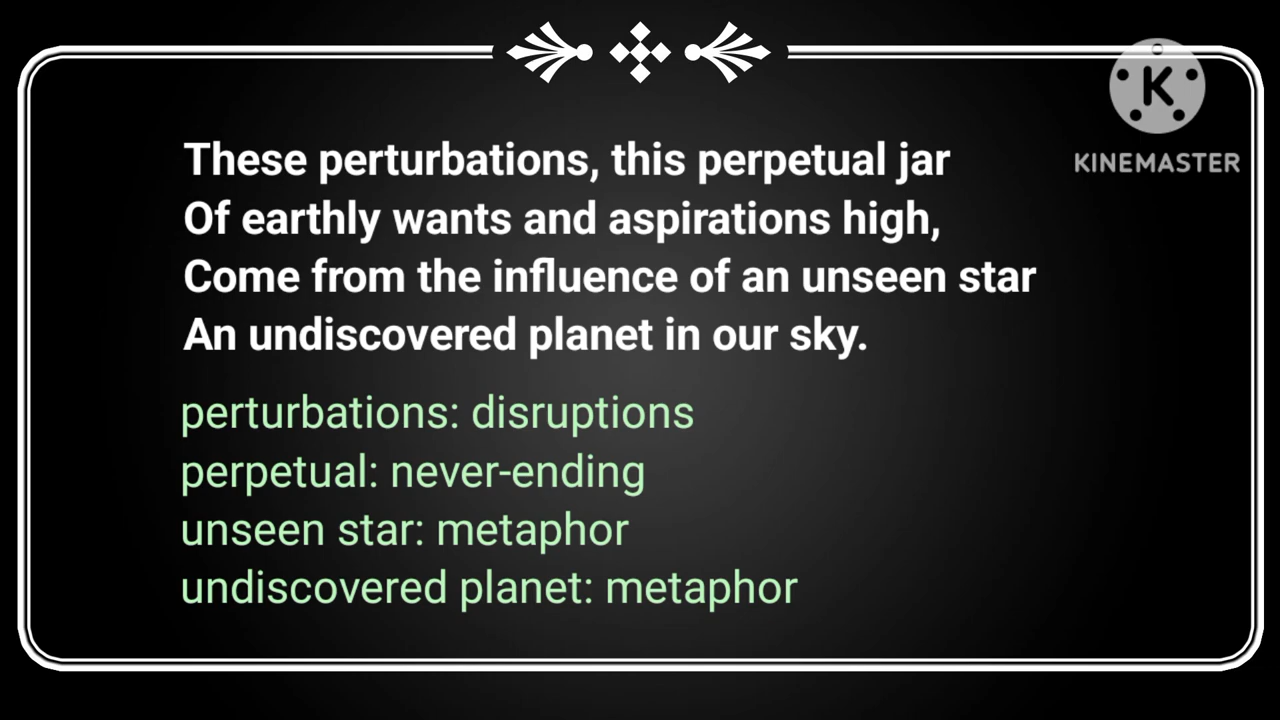 These perturbations, this perpetual jar
Of earthly wants and aspirations high,
Come from the influence of an unseen star
An undiscovered planet in our sky.
perturbations: disruptions
perpetual: never-ending
unseen star: metaphor
undiscovered planet: metaphor
K
KINEMASTER